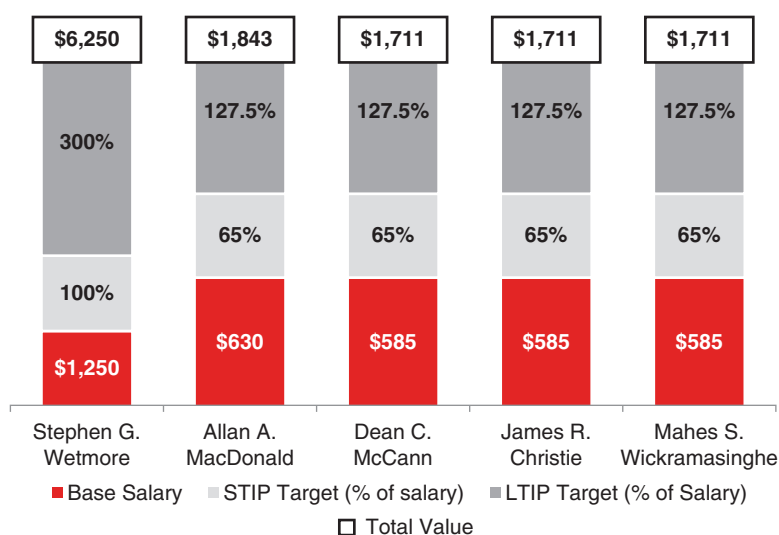 $6,250 $1,843 $1,711 $1,711 $1,711
127.5% 127.5% 127.5% 127.5%
300%
65% 65% 65% 65%
100%
$630 $585 $585 $585
$1,250
Stephen G. Allan A. Dean C. James R. Mahes S.
Wetmore MacDonald McCann Christie Wickramasinghe
Base Salary STIP Target (% of salary) LTIP Target (% of Salary)
Total Value